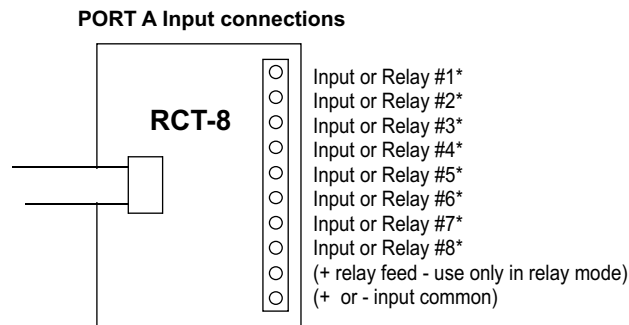 PORT A Input connections
RCT-8
Input or Relay #1*
Input or Relay #2*
Input or Relay #3*
Input or Relay #4*
Input or Relay #5*
Input or Relay #6*
Input or Relay #7*
Input or Relay #8*
(+ relay feed - use only in relay mode)
(+ or - input common)